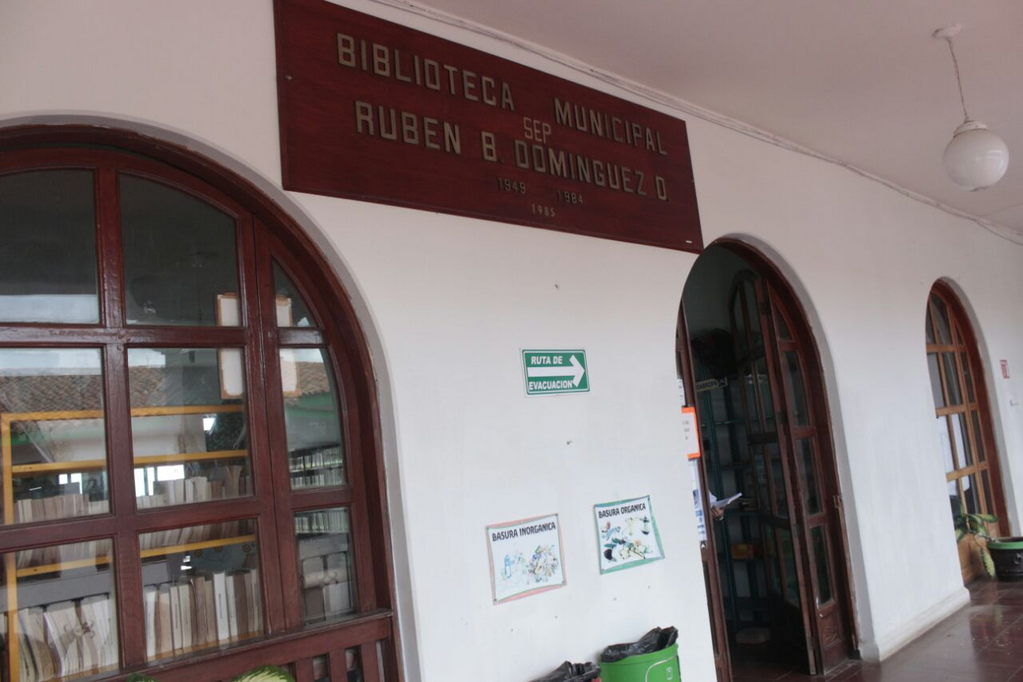 BIBLIOTECA MUNICIPAL
SEP
RUBEN B. DOMINGUEZ D
1949 1984
1985
RUTA DE
EVACUACION
BASURA INORGANICA
BASURA ORGANICA